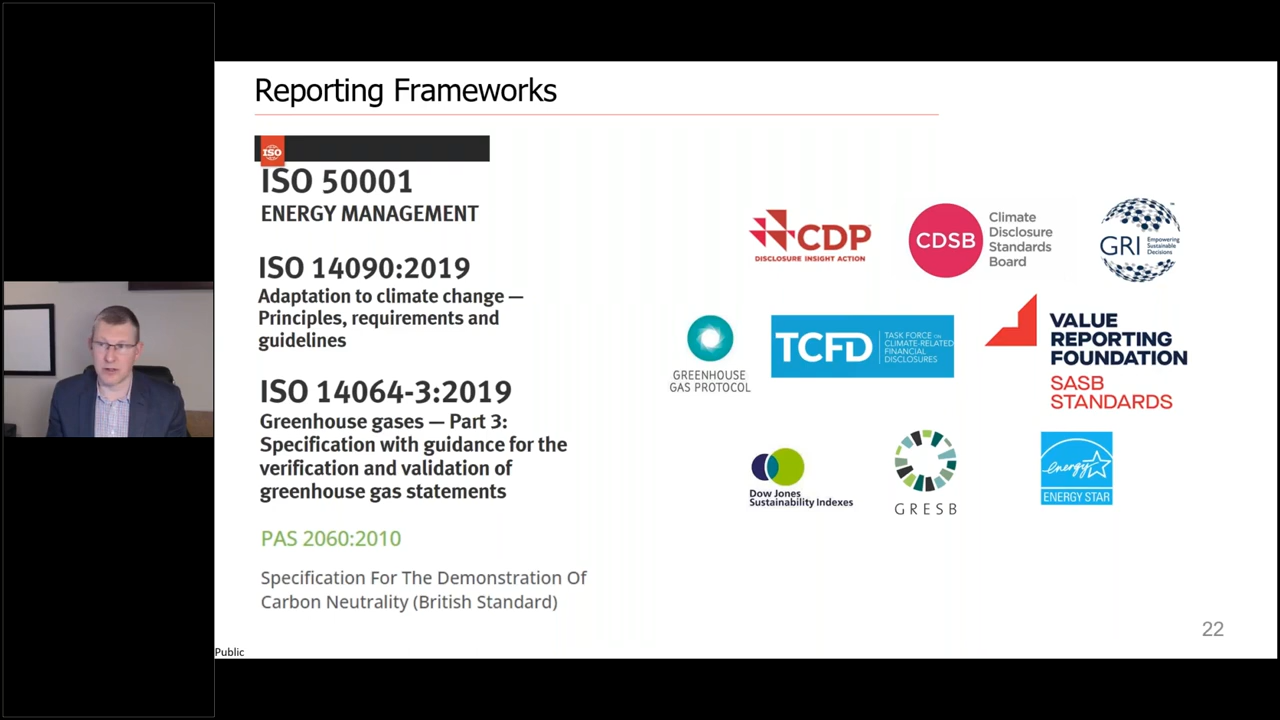 Reporting Frameworks
ISO
ISO 50001
ENERGY MANAGEMENT
ISO 14090:2019
Adaptation to climate change —
Principles, requirements and
guidelines
ISO 14064-3:2019
Greenhouse gases — Part 3:
Specification with guidance for the
verification and validation of
greenhouse gas statements
PAS 2060:2010
Specification For The Demonstration Of
Carbon Neutrality (British Standard)
CDP
DISCLOSURE INSIGHT ACTION
CDSB
Climate
Disclosure
Standards
Board
GRI
Empowering
Sustainable
Decisions
GREENHOUSE
GAS PROTOCOL
TCFD
TASK FORCE ON
CLIMATE-RELATED
FINANCIAL
DISCLOSURES
VALUE
REPORTING
FOUNDATION
SASB
STANDARDS
Dow Jones
Sustainability Indexes
GRESB
energy
ENERGY STAR
22
Public